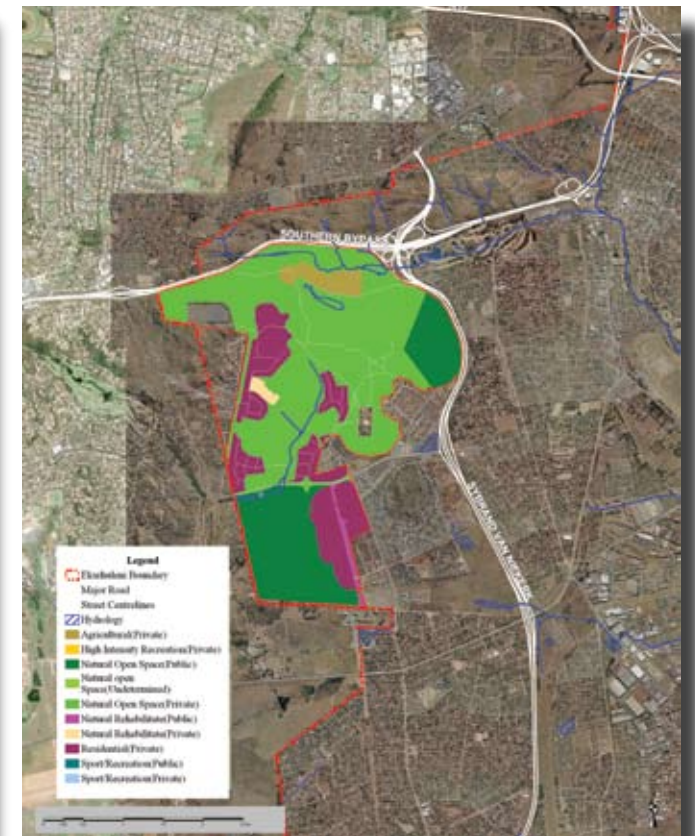 SOUTHERN BYPASS
Legend
Ekurhuleni Boundary
Major Road
Street Centrelines
Hydrology
Agricultural(Private)
High Intensity Recreation(Private)
Natural Open Space(Public)
Natural open
Space(Undetermined)
Natural Open Space(Private)
Natural Rehabilitate(Public)
Natural Rehabilitate(Private)
Residential(Private)
Sport/Recreation(Public)
Sport/Recreation(Private)